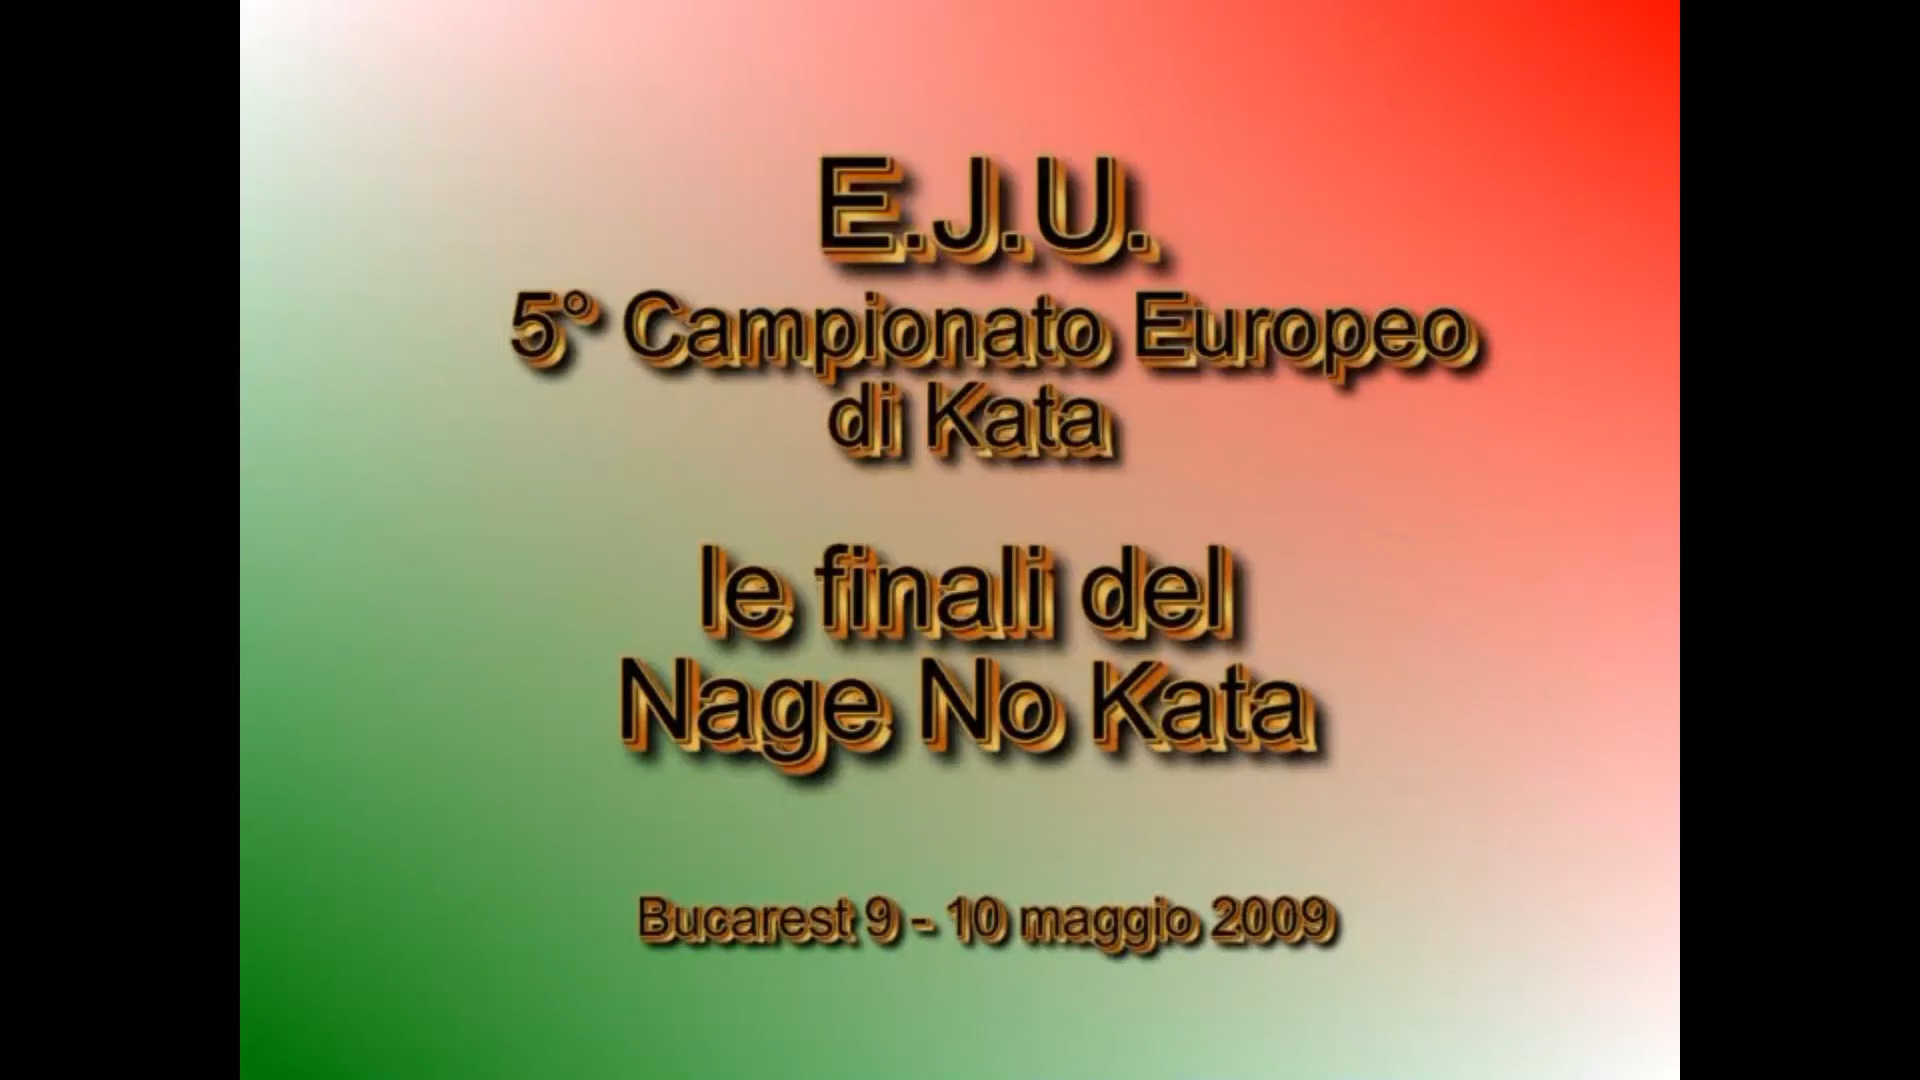 E.J.U.
5° Campionato Europeo
di Kata
le finali del
Nage No Kata
Bucarest 9 - 10 maggio 2009